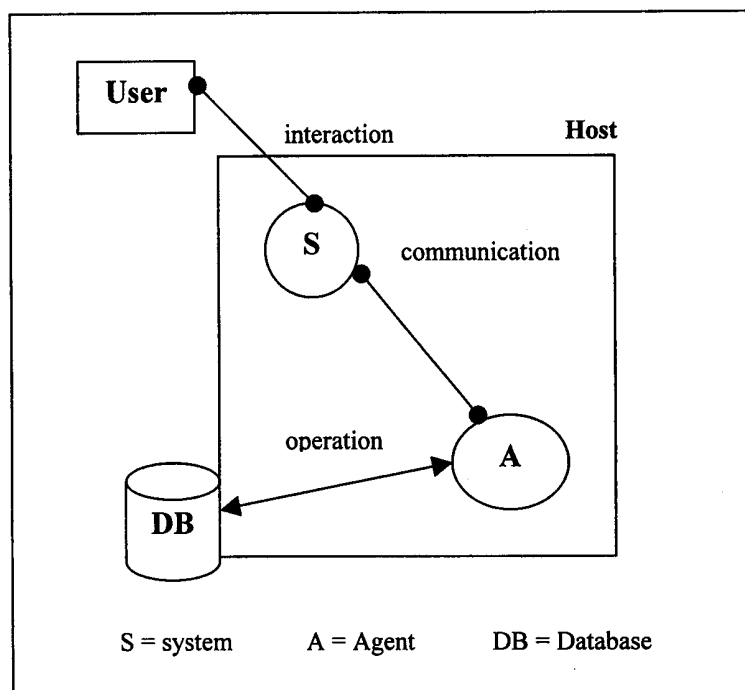 User
interaction
Host
S
communication
operation
A
DB
S = system A = Agent DB = Database